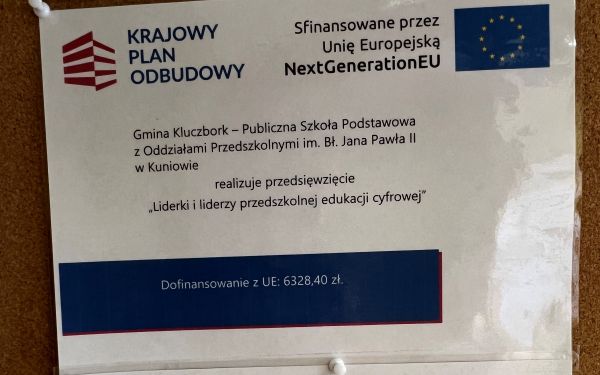 KRAJOWY
PLAN
ODBUDOWY
Sfinansowane przez
Unię Europejską
NextGenerationEU
Gmina Kluczbork – Publiczna Szkoła Podstawowa
z Oddziałami Przedszkolnymi im. Bł. Jana Pawła II
w Kuniowie
realizuje przedsięwzięcie
„Liderki i liderzy przedszkolnej edukacji cyfrowej”
Dofinansowanie z UE: 6328,40 zł.